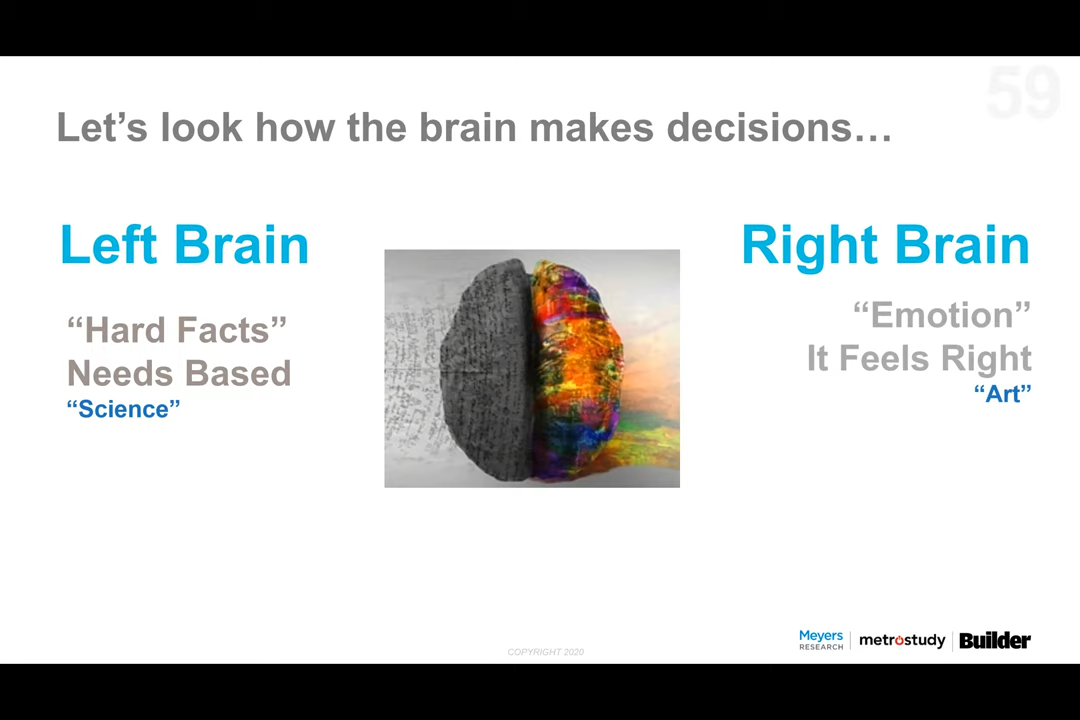 59
Let’s look how the brain makes decisions…
Left Brain
“Hard Facts”
Needs Based
“Science”
Right Brain
“Emotion”
It Feels Right
“Art”
COPYRIGHT 2020
Meyers
RESEARCH
metrostudy
Builder